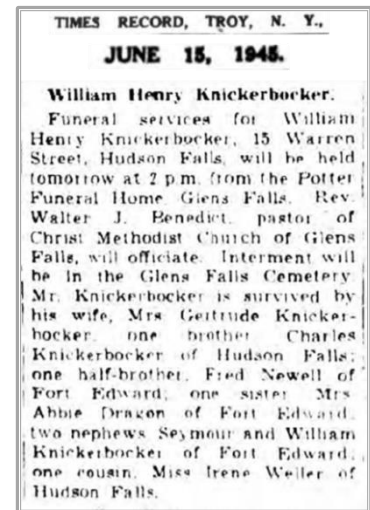 TIMES RECORD, TROY, N. Y.,
JUNE 15, 1945.
William Henry Knickerbocker.
Funeral services for William
Henry Knickerbocker, 15 Warren
Street, Hudson Falls, will be held
tomorrow at 2 p.m. from the Potter
Funeral Home Glens Falls. Rev.
Walter J. Benedict, pastor of
Christ Methodist Church of Glens
Falls, will officiate. Interment will
be in the Glens Falls Cemetery.
Mr. Knickerbocker is survived by
his wife, Mrs Gertrude Knicker-
bocker, one brother Charles
Knickerbocker of Hudson Falls;
one half-brother, Fred Newell of
Fort Edward; one sister Mrs
Abbie Dragon of Fort Edward,
two nephews Seymour and William
Knickerbocker of Fort Edward,
one cousin, Miss Irene Weller of
Hudson Falls.